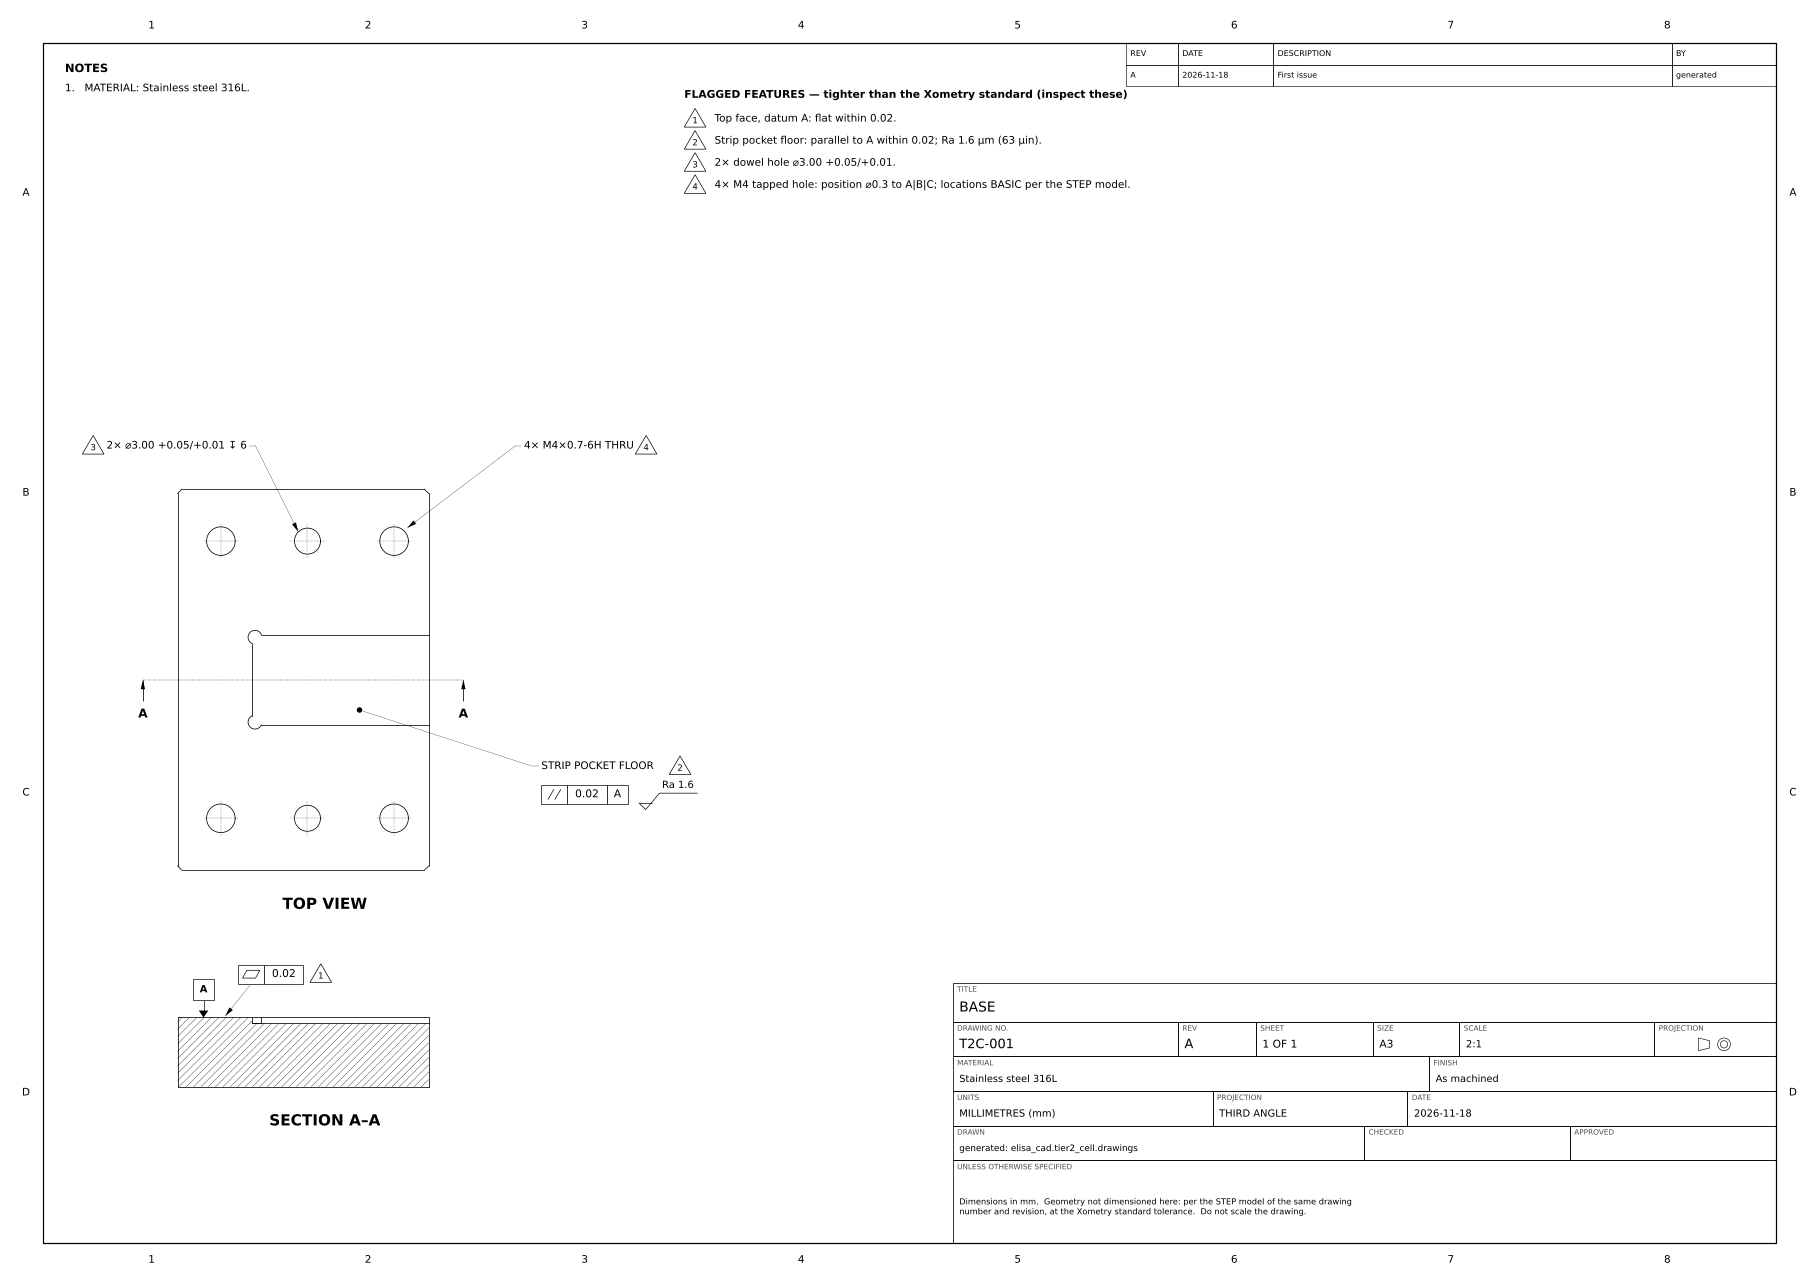 1 2 3 4 5 6 7 8
NOTES
1. MATERIAL: Stainless steel 316L.
REV DATE DESCRIPTION BY
A 2026-11-18 First issue generated
FLAGGED FEATURES — tighter than the Xometry standard (inspect these)
1 Top face, datum A: flat within 0.02.
2 Strip pocket floor: parallel to A within 0.02; Ra 1.6 µm (63 µin).
3 2× dowel hole ⌀3.00 +0.05/+0.01.
4 4× M4 tapped hole: position ⌀0.3 to A|B|C; locations BASIC per the STEP model.
A A
3 2× ⌀3.00 +0.05/+0.01 ↧ 6
4× M4×0.7-6H THRU 4
B B
A A
STRIP POCKET FLOOR 2
// 0.02 A
Ra 1.6
C C
TOP VIEW
A
0.02 1
SECTION A–A
D D
TITLE
BASE
DRAWING NO. REV SHEET SIZE SCALE PROJECTION
T2C-001 A 1 OF 1 A3 2:1
MATERIAL FINISH
Stainless steel 316L As machined
UNITS PROJECTION DATE
MILLIMETRES (mm) THIRD ANGLE 2026-11-18
DRAWN CHECKED APPROVED
generated: elisa_cad.tier2_cell.drawings
UNLESS OTHERWISE SPECIFIED
Dimensions in mm. Geometry not dimensioned here: per the STEP model of the same drawing
number and revision, at the Xometry standard tolerance. Do not scale the drawing.
1 2 3 4 5 6 7 8